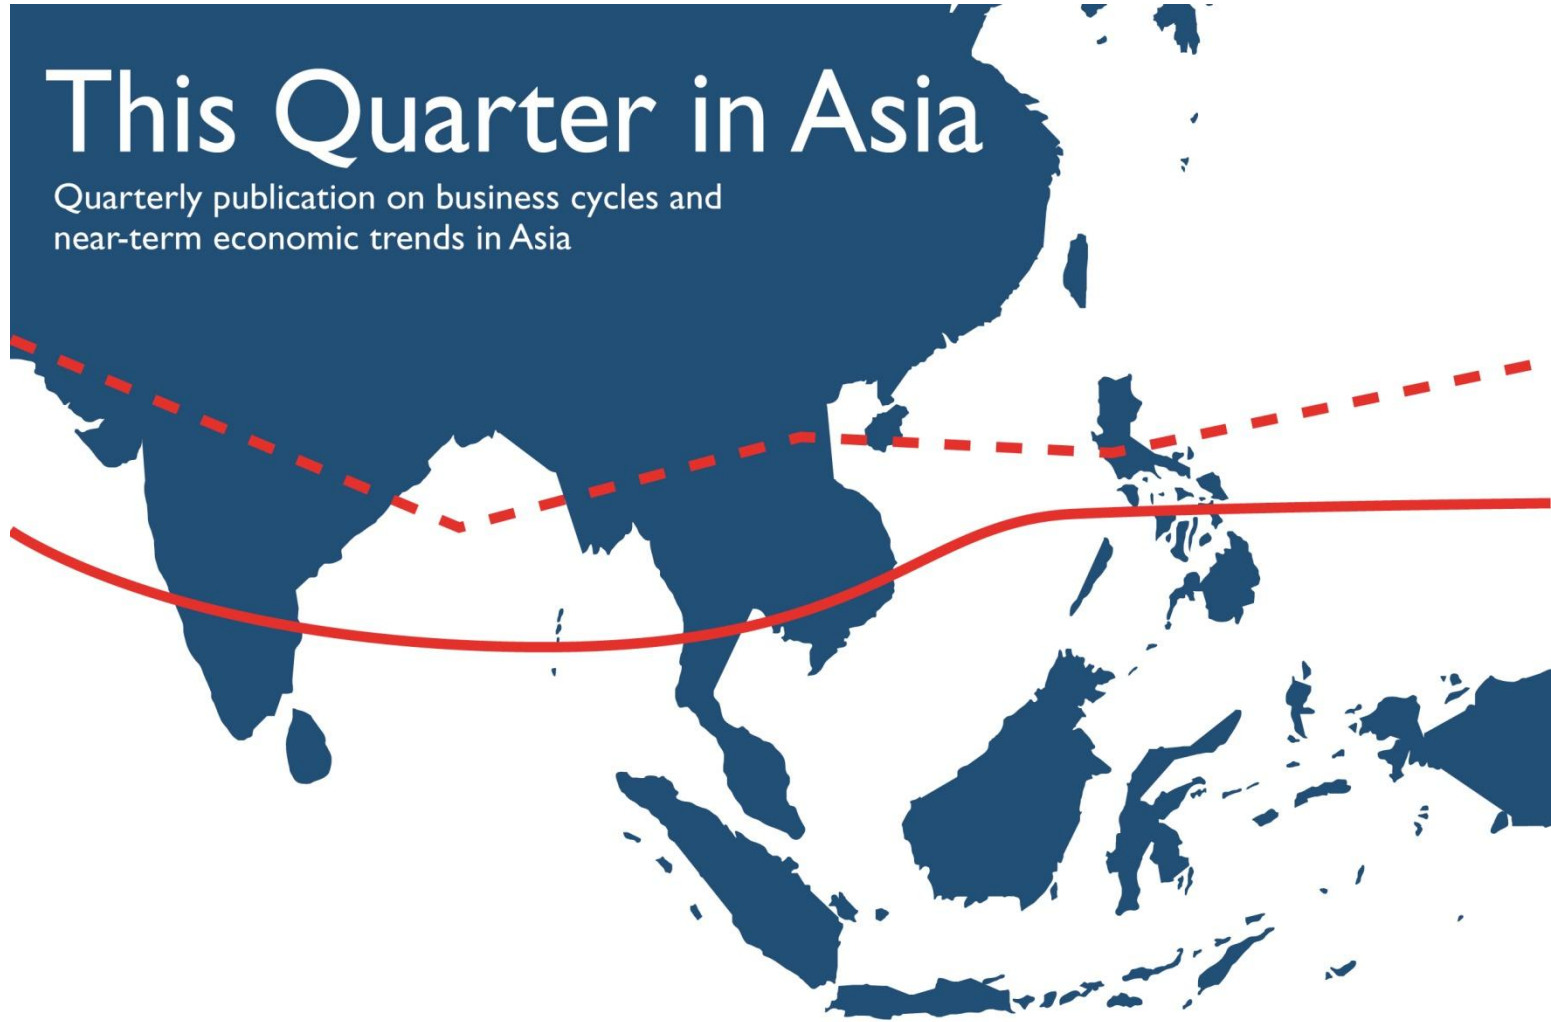 This Quarter in Asia
Quarterly publication on business cycles and
near-term economic trends in Asia